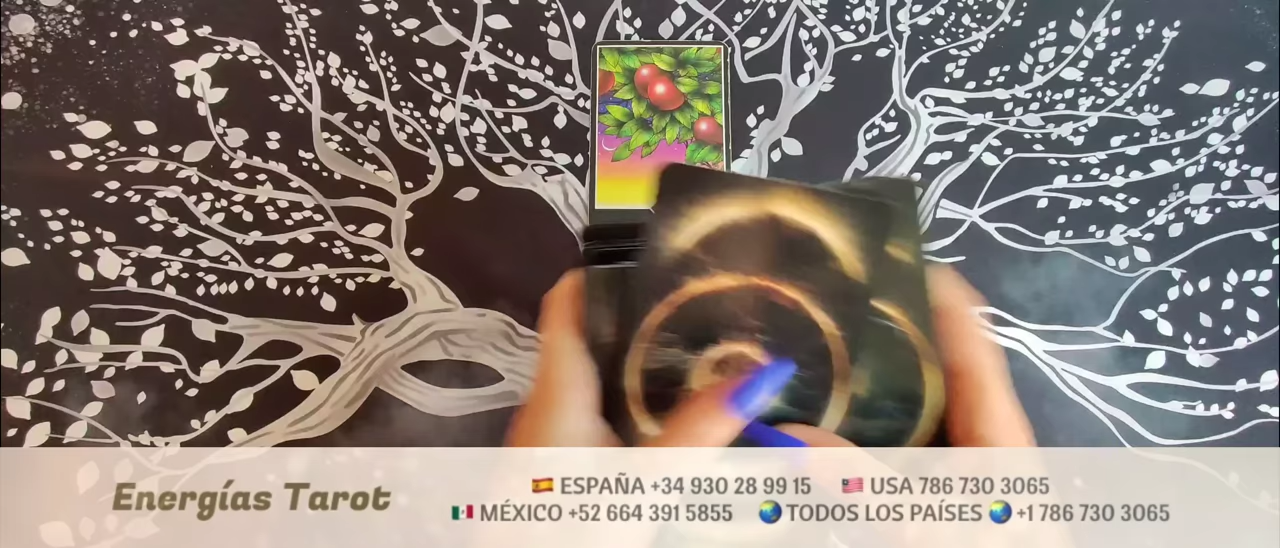 Energías Tarot
ESPAÑA +34 930 28 99 15 USA 786 730 3065
MÉXICO +52 664 391 5855 TODOS LOS PAÍSES +1 786 730 3065